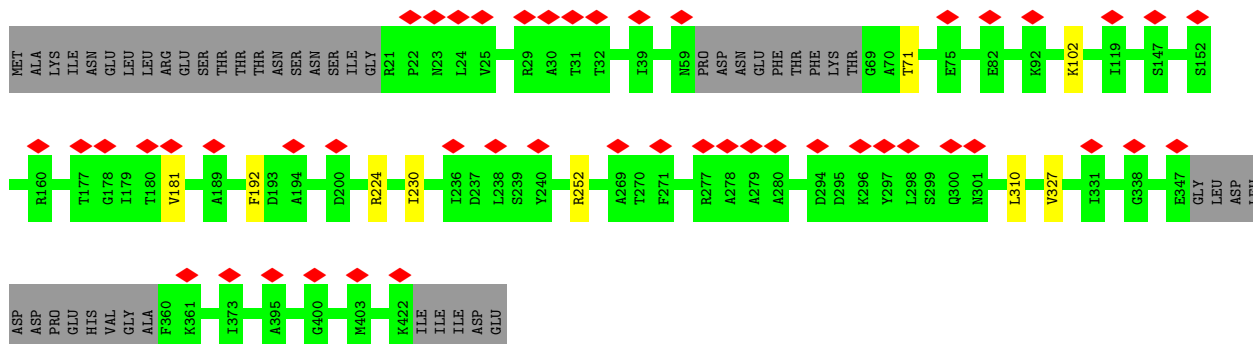 MET ALA LYS ILE ASN GLU LEU LEU ARG GLU SER THR THR THR ASN SER ASN SER ILE GLY R21 P22 N23 L24 V25 R29 A30 T31 T32 I39 N59 PRO ASP ASN GLU PHE THR PHE LYS THR G69 A70 T71 E75 E82 K92 K102 I119 S147 S152
R160 T177 G178 I179 T180 V181 A189 F192 D193 A194 D200 R224 I230 I236 D237 L238 S239 Y240 R252 A269 T270 F271 R277 A278 A279 A280 D294 D295 K296 Y297 L298 S299 Q300 N301 L310 V327 I331 G338 E347 GLY LEU ASP LEU
ASP ASP PRO GLU HIS VAL GLY ALA F360 K361 I373 A395 G400 M403 K422 ILE ILE ILE ASP GLU